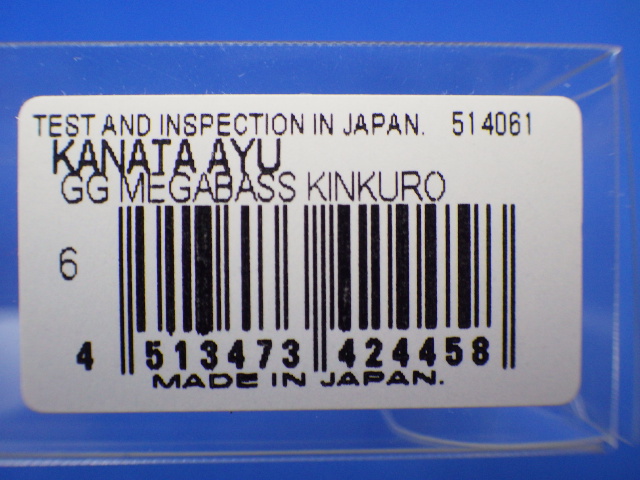 TEST AND INSPECTION IN JAPAN. 514061
KANATA AYU
GG MEGABASS KINKURO
6
4 513473 424458
MADE IN JAPAN.